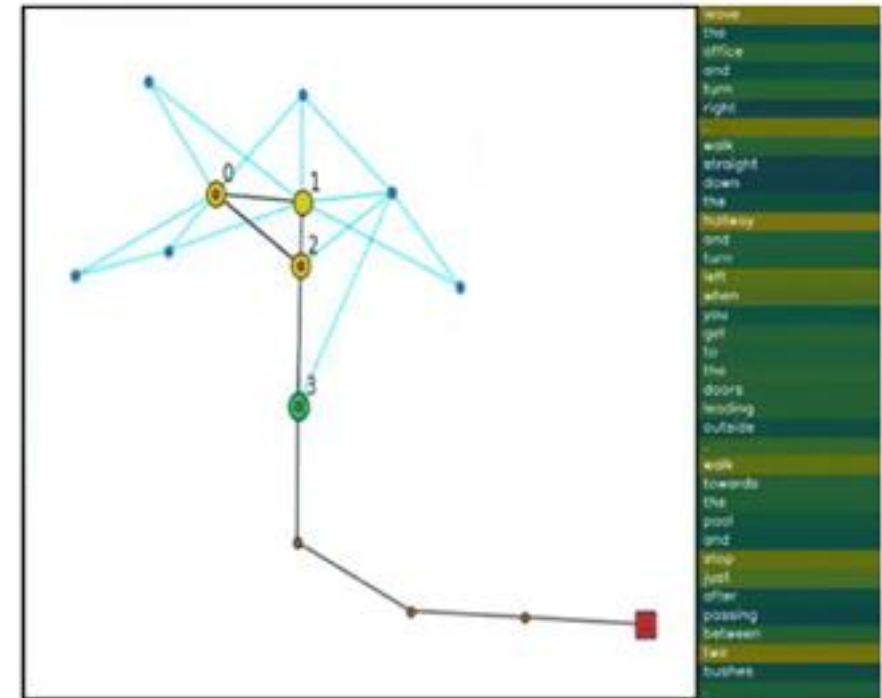 0
1
2
3
leave
the
office
and
turn
right
.
walk
straight
down
the
hallway
and
turn
left
when
you
get
to
the
doors
leading
outside
.
walk
towards
the
pool
and
stop
just
after
passing
between
two
bushes